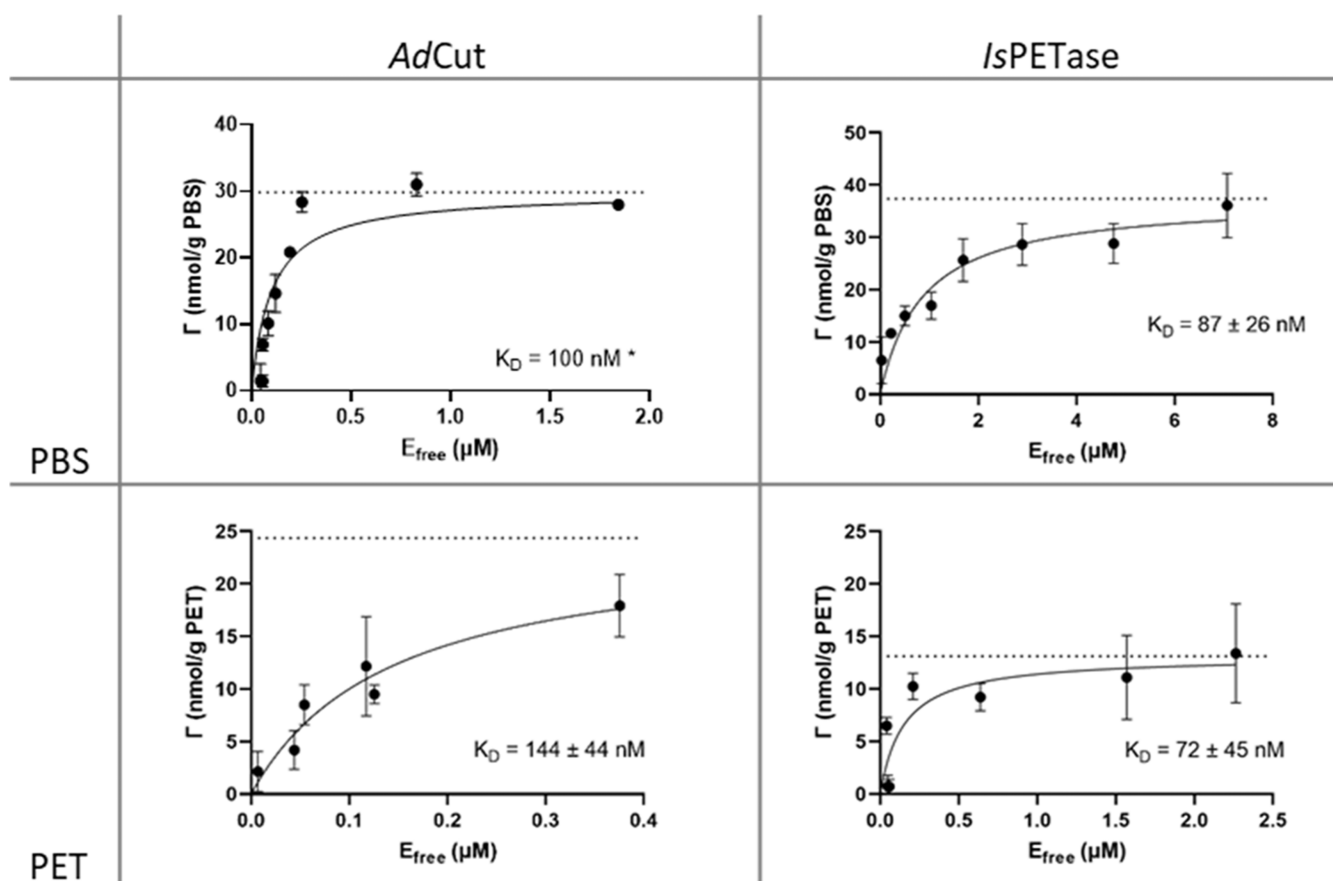 AdCut
IsPETase
PBS
40
30
20
10
0
Γ (nmol/g PBS)
K_D = 100 nM *
0.0 0.5 1.0 1.5 2.0
E_free (µM)
50
40
30
20
10
0
Γ (nmol/g PBS)
K_D = 87 ± 26 nM
0 2 4 6 8
E_free (µM)
PET
25
20
15
10
5
0
Γ (nmol/g PET)
K_D = 144 ± 44 nM
0.0 0.1 0.2 0.3 0.4
E_free (µM)
25
20
15
10
5
0
Γ (nmol/g PET)
K_D = 72 ± 45 nM
0.0 0.5 1.0 1.5 2.0 2.5
E_free (µM)